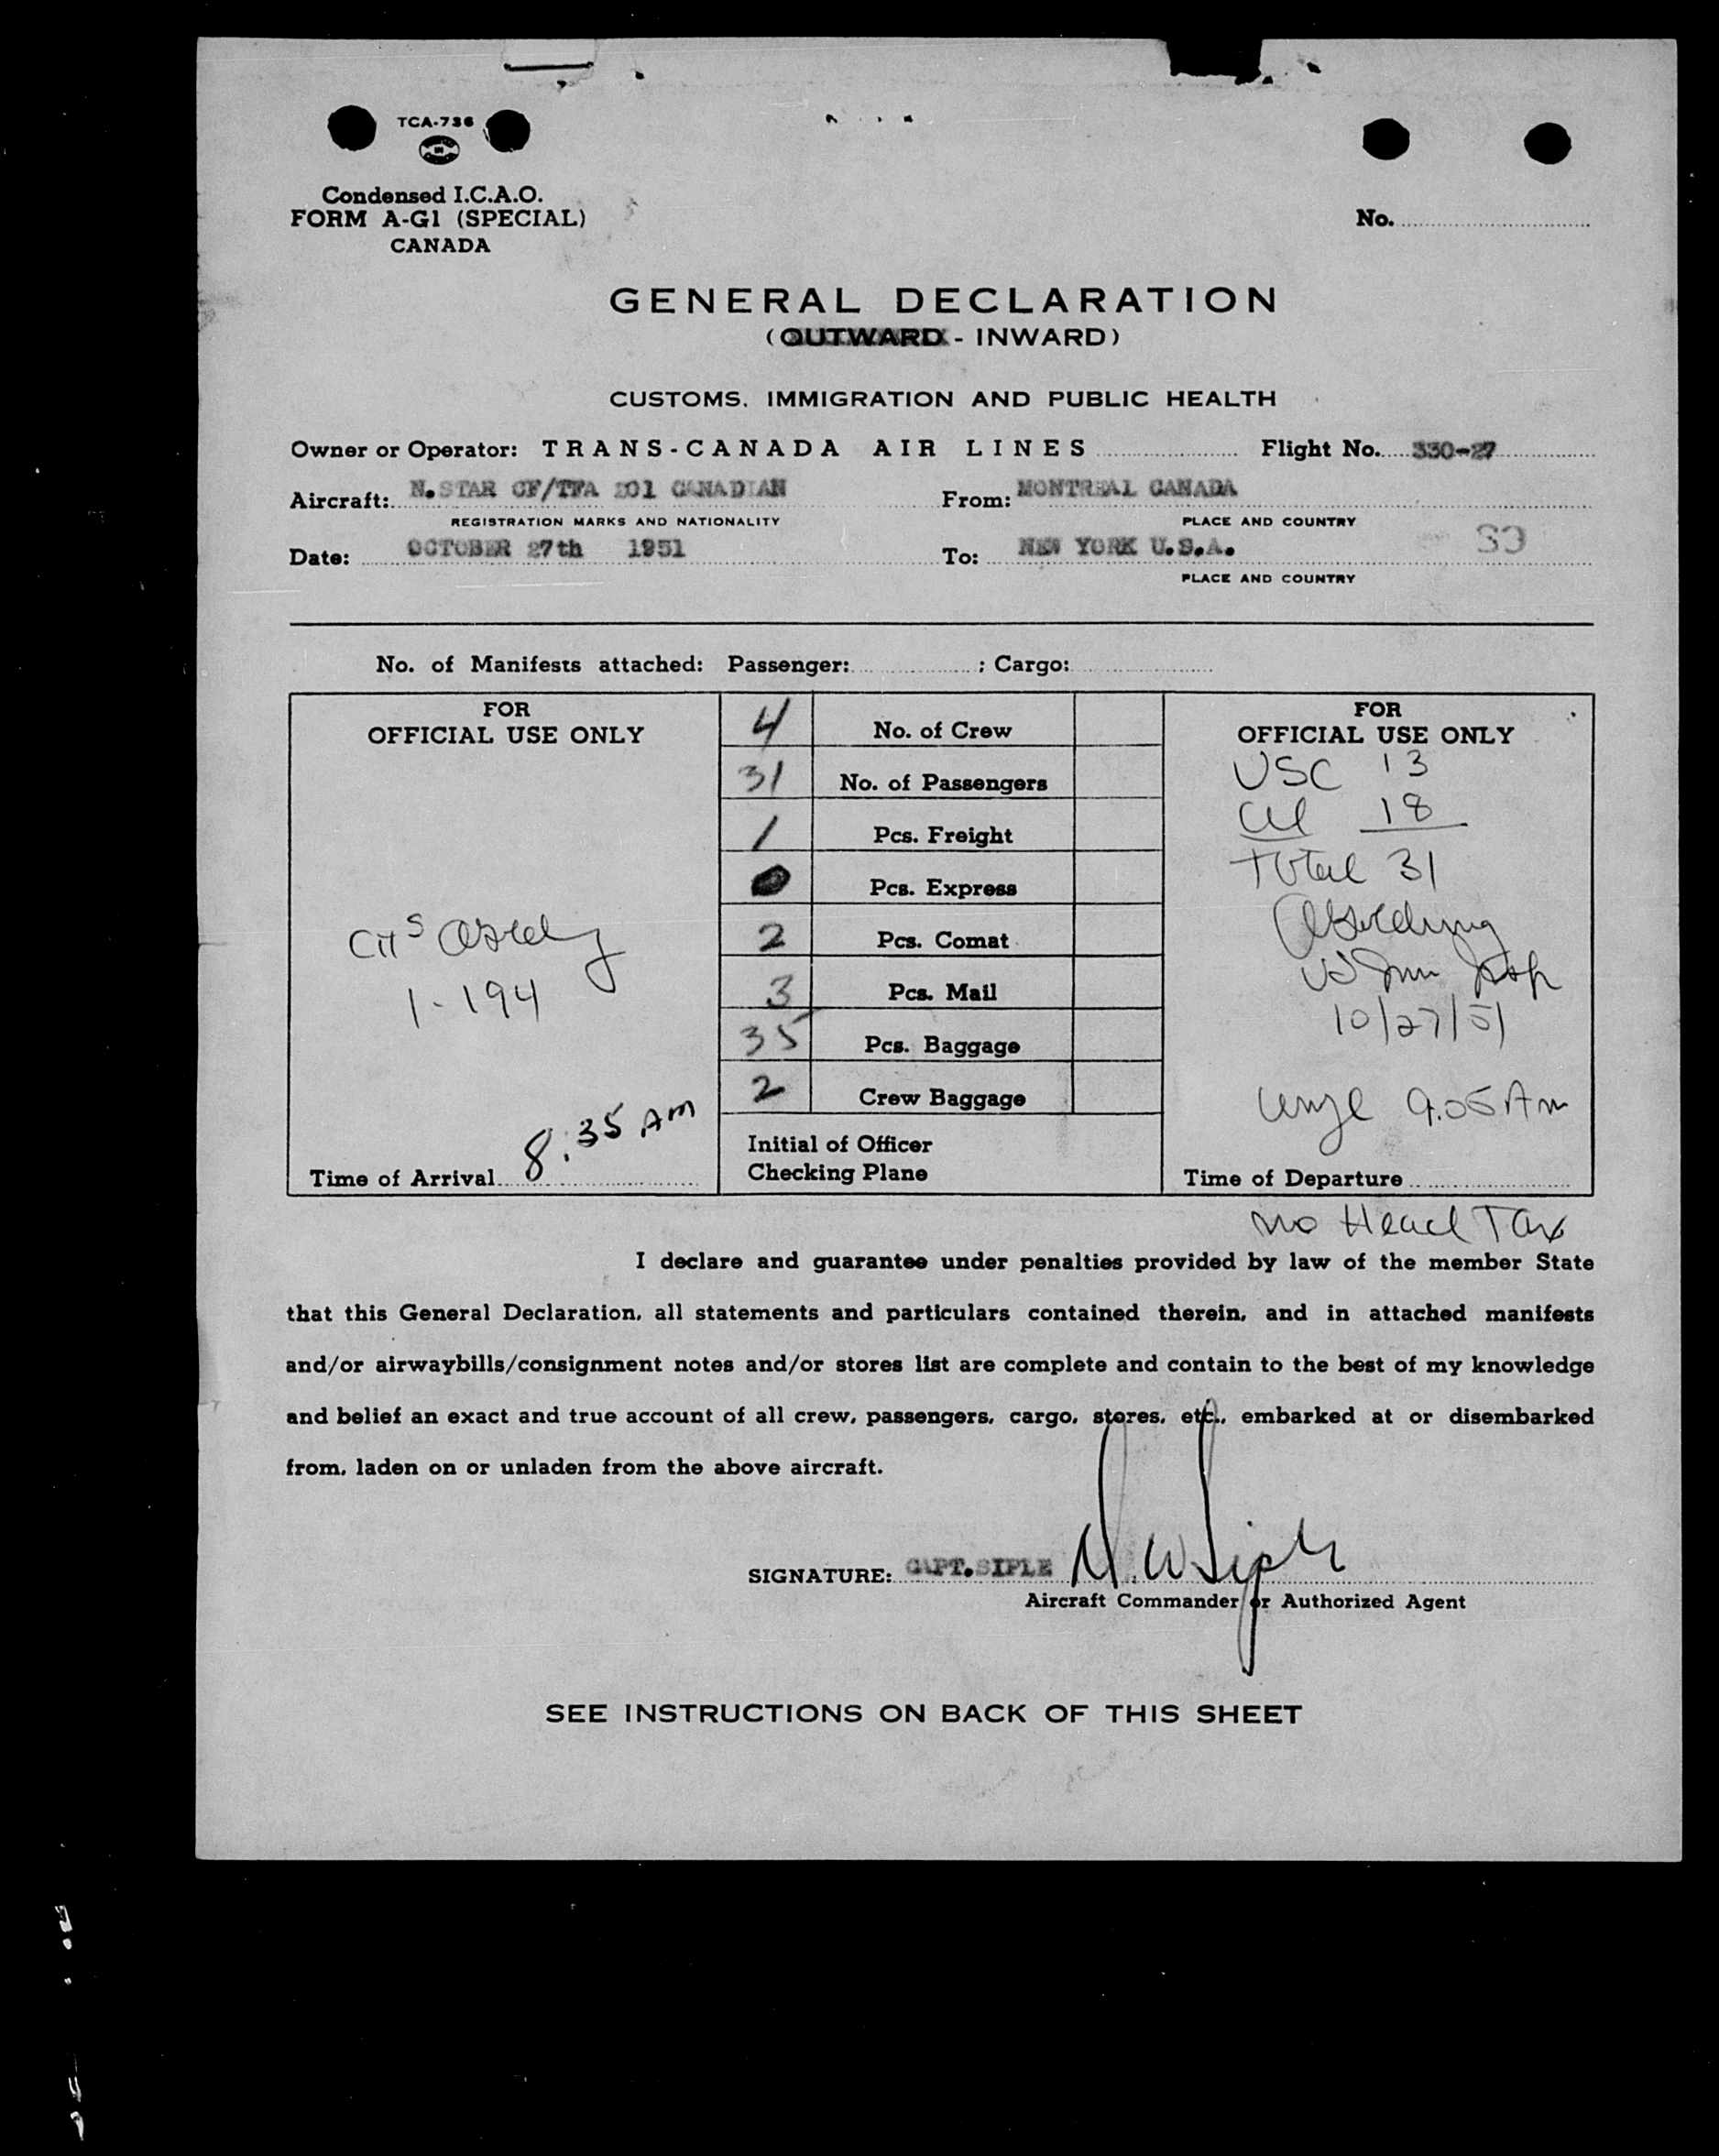 TCA-736
Condensed I.C.A.O.
FORM A-G1 (SPECIAL)
CANADA
No.
GENERAL DECLARATION
(OUTWARD - INWARD)
CUSTOMS, IMMIGRATION AND PUBLIC HEALTH
Owner or Operator: TRANS-CANADA AIR LINES Flight No. 330-27
Aircraft: N.STAR CF/TFA 201 CANADIAN From: MONTREAL CANADA
REGISTRATION MARKS AND NATIONALITY PLACE AND COUNTRY
Date: OCTOBER 27th 1951 To: NEW YORK U.S.A.
PLACE AND COUNTRY
No. of Manifests attached: Passenger: ; Cargo:
FOR
OFFICIAL USE ONLY
1-194
8:35 AM
Time of Arrival
4 No. of Crew
31 No. of Passengers
1 Pcs. Freight
0 Pcs. Express
2 Pcs. Comat
3 Pcs. Mail
35 Pcs. Baggage
2 Crew Baggage
Initial of Officer
Checking Plane
FOR
OFFICIAL USE ONLY
USC 13
18
Total 31
10/27/51
9.05 Am
Time of Departure
no Head Tax
I declare and guarantee under penalties provided by law of the member State
that this General Declaration, all statements and particulars contained therein, and in attached manifests
and/or airwaybills/consignment notes and/or stores list are complete and contain to the best of my knowledge
and belief an exact and true account of all crew, passengers, cargo, stores, etc., embarked at or disembarked
from, laden on or unladen from the above aircraft.
SIGNATURE: CAPT.SIPLE
Aircraft Commander or Authorized Agent
SEE INSTRUCTIONS ON BACK OF THIS SHEET